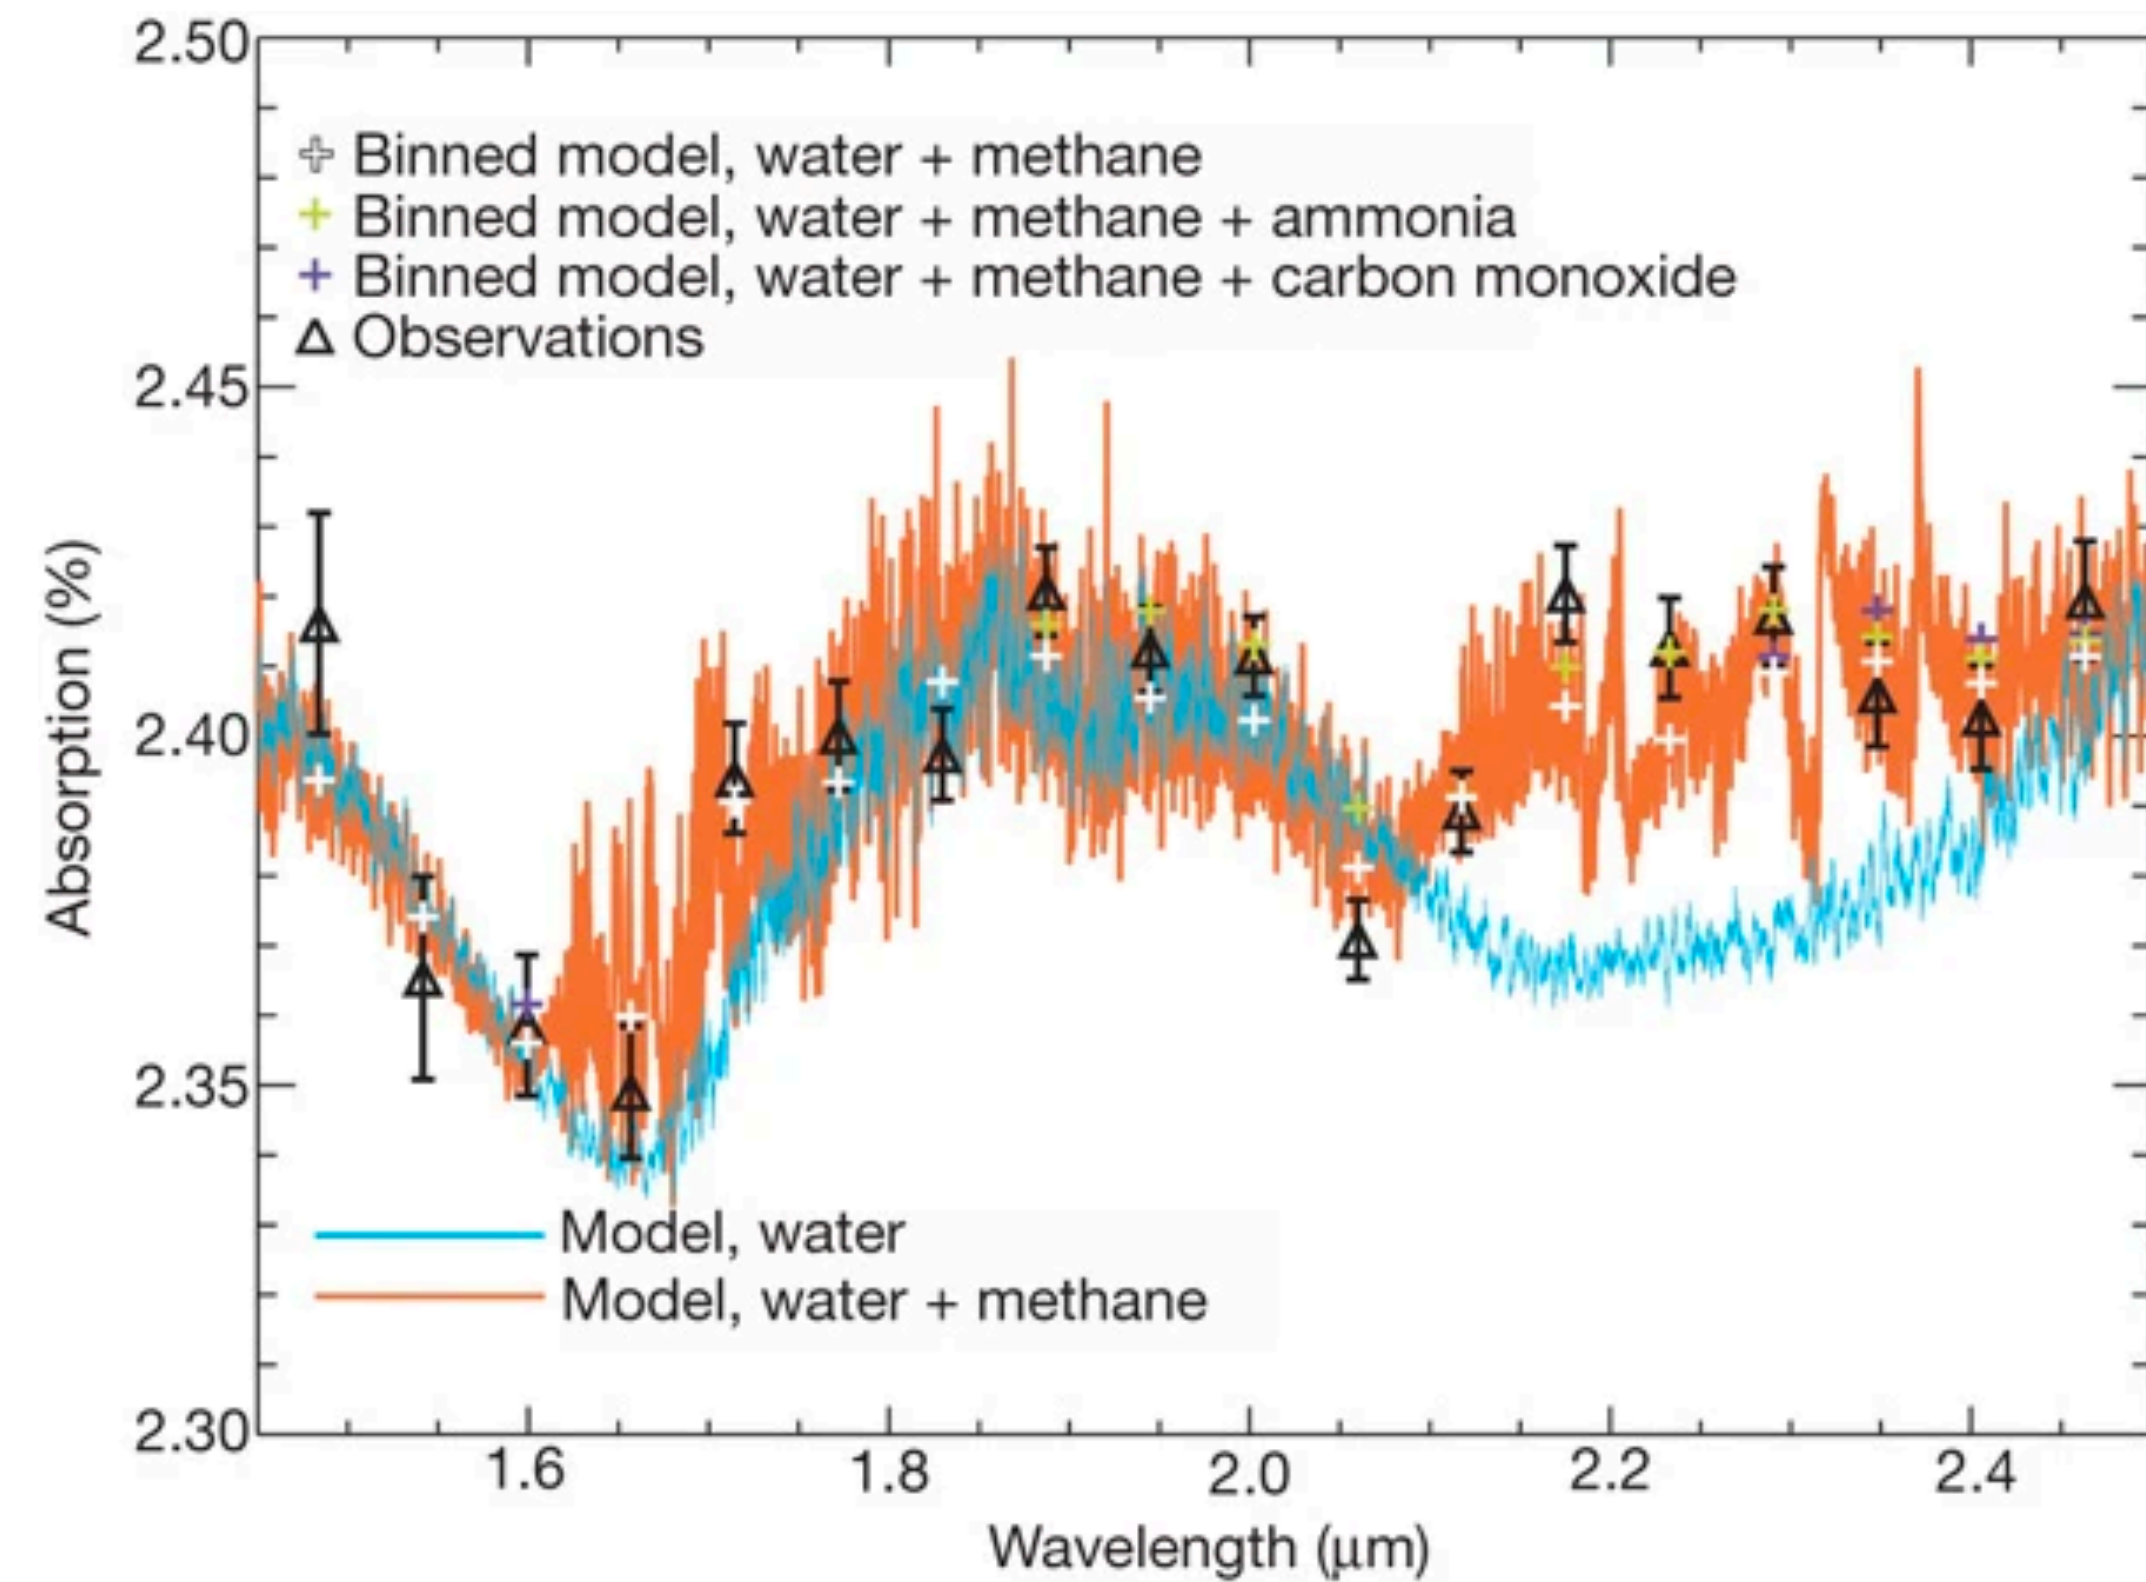 2.50
+ Binned model, water + methane
+ Binned model, water + methane + ammonia
+ Binned model, water + methane + carbon monoxide
△ Observations
2.45
2.40
2.35
2.30
Absorption (%)
Model, water
Model, water + methane
1.6 1.8 2.0 2.2 2.4
Wavelength (μm)